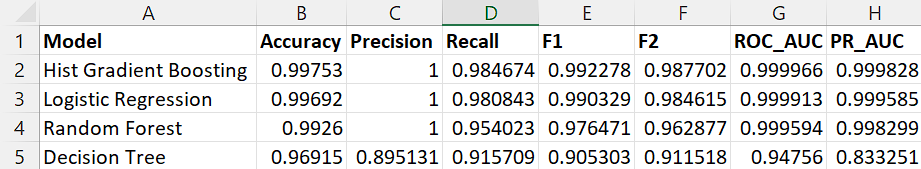 A B C D E F G H
1 Model Accuracy Precision Recall F1 F2 ROC_AUC PR_AUC
2 Hist Gradient Boosting 0.99753 1 0.984674 0.992278 0.987702 0.999966 0.999828
3 Logistic Regression 0.99692 1 0.980843 0.990329 0.984615 0.999913 0.999585
4 Random Forest 0.9926 1 0.954023 0.976471 0.962877 0.999594 0.998299
5 Decision Tree 0.96915 0.895131 0.915709 0.905303 0.911518 0.94756 0.833251